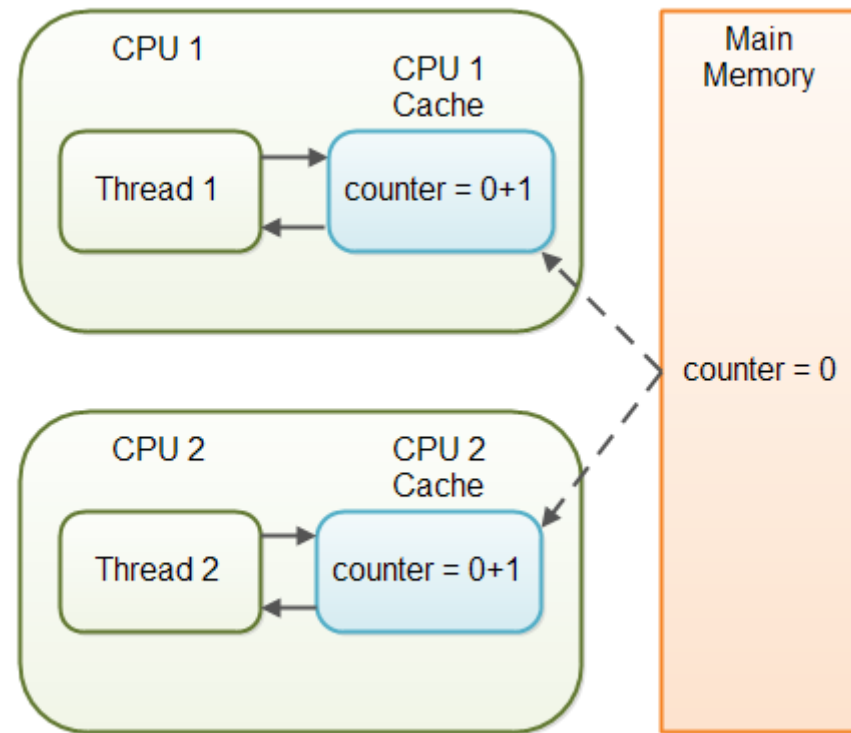 CPU 1
CPU 1
Cache
Thread 1
counter = 0+1
Main
Memory
counter = 0
CPU 2
CPU 2
Cache
Thread 2
counter = 0+1